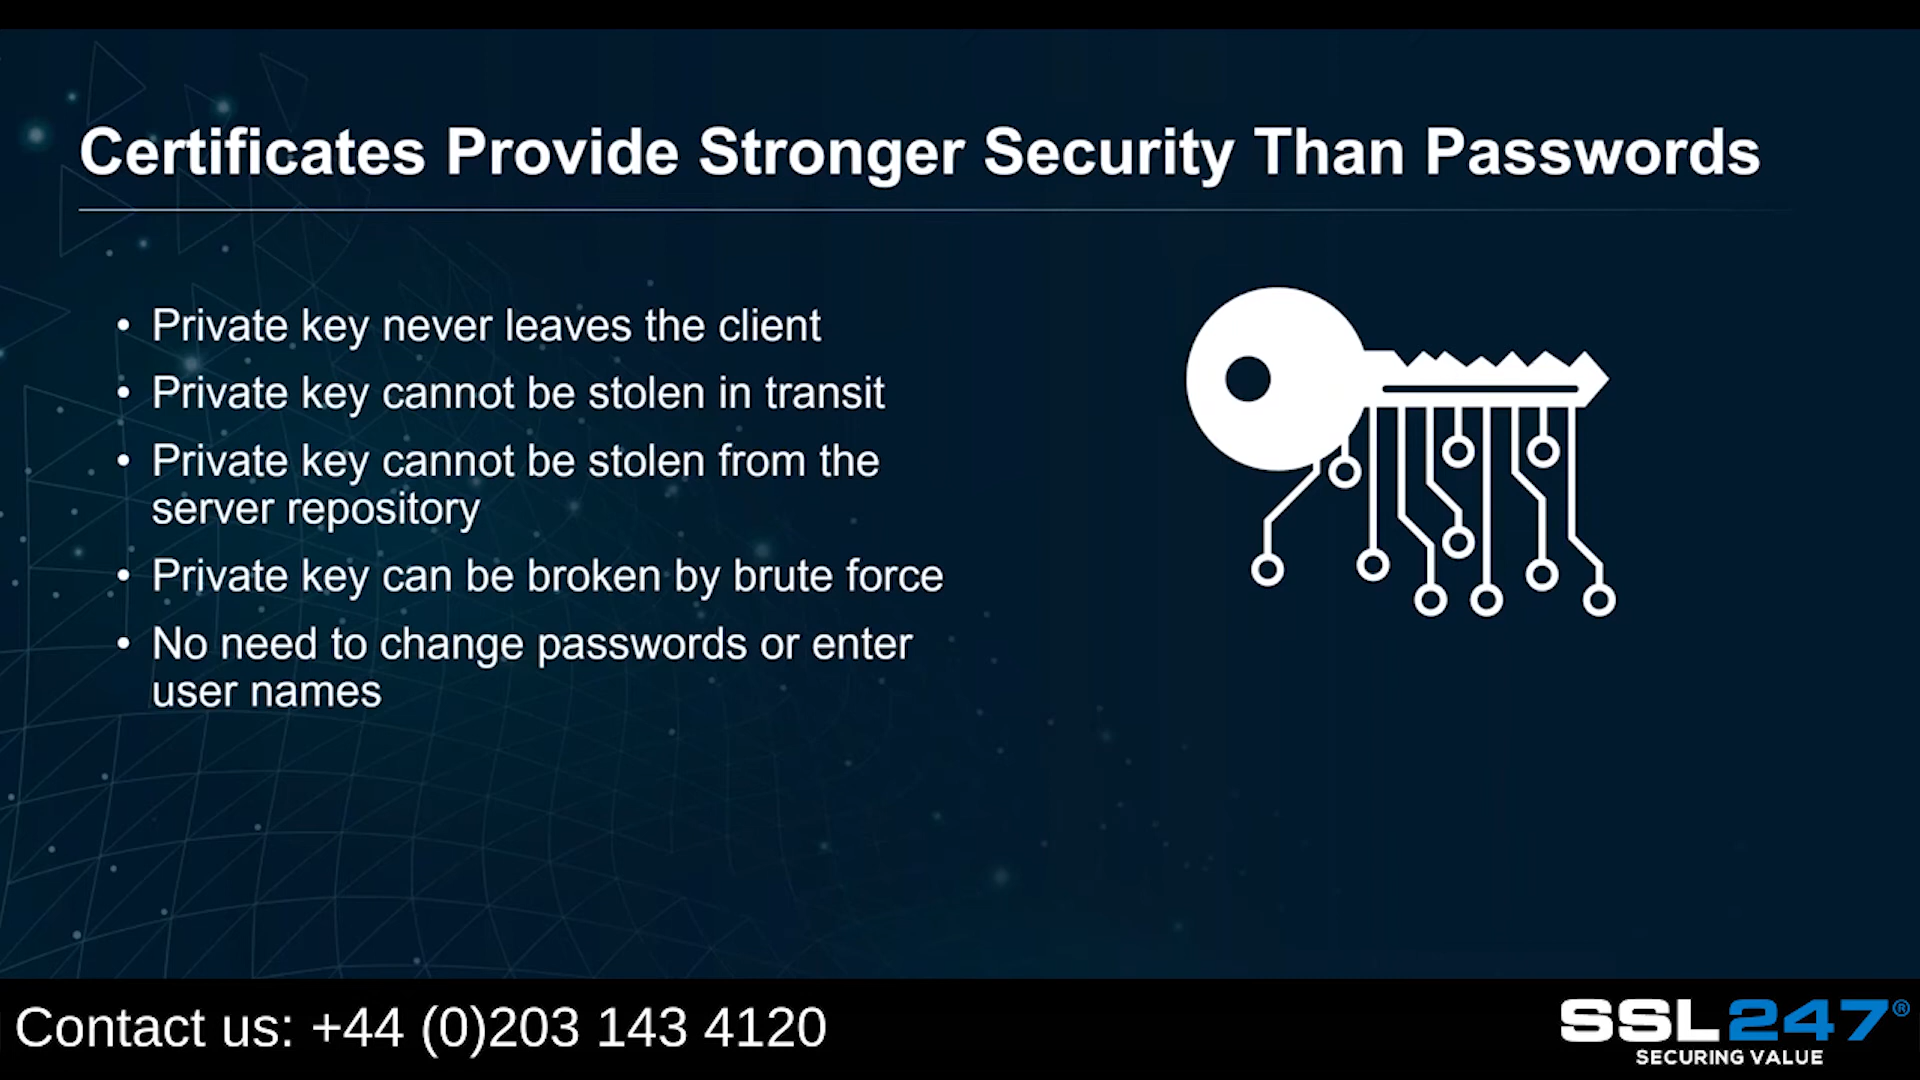 Certificates Provide Stronger Security Than Passwords
• Private key never leaves the client
• Private key cannot be stolen in transit
• Private key cannot be stolen from the
server repository
• Private key can be broken by brute force
• No need to change passwords or enter
user names
Contact us: +44 (0)203 143 4120
SSL247®
SECURING VALUE